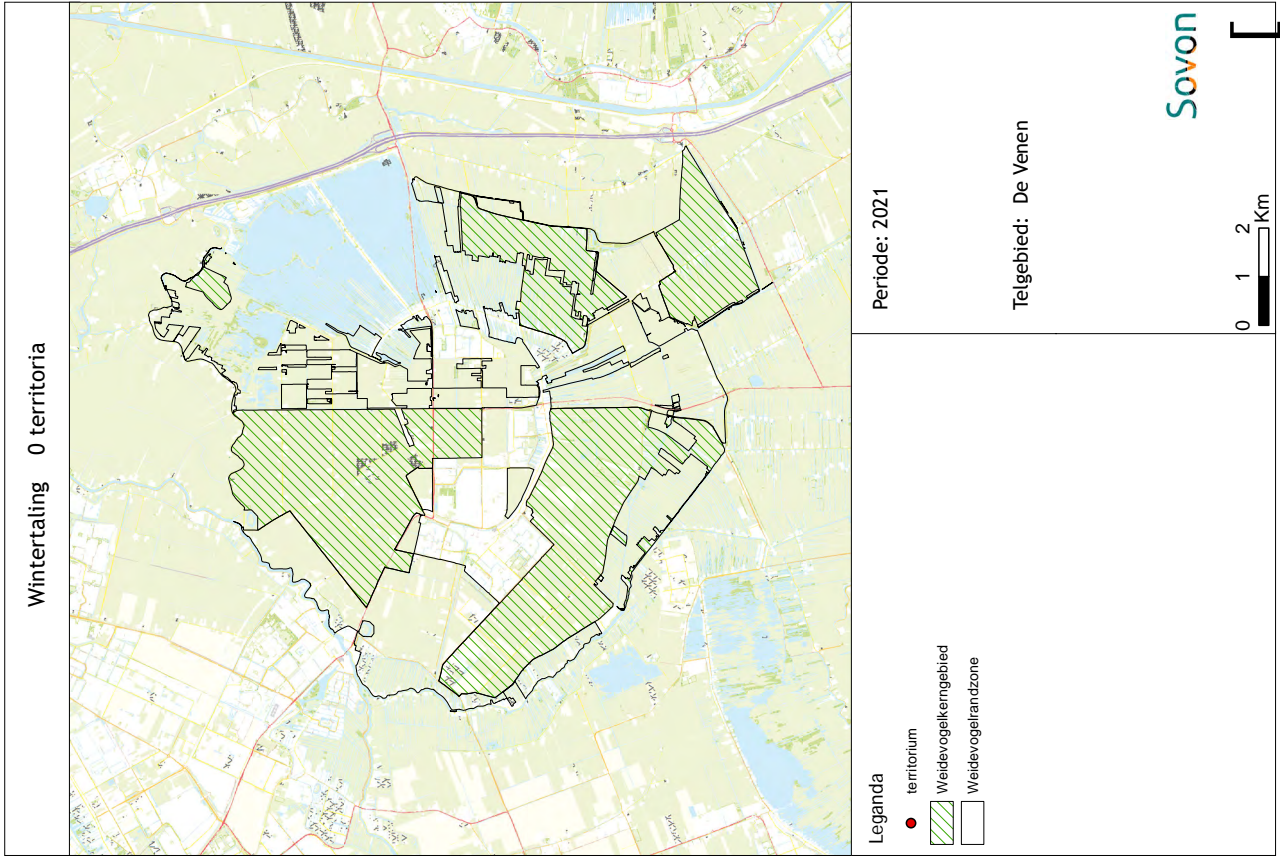 Wintertaling 0 territoria
Leganda
territorium
Weidevogelkerngebied
Weidevogelrandzone
Periode: 2021
Telgebied: De Venen
0 1 2
Km
Sovon